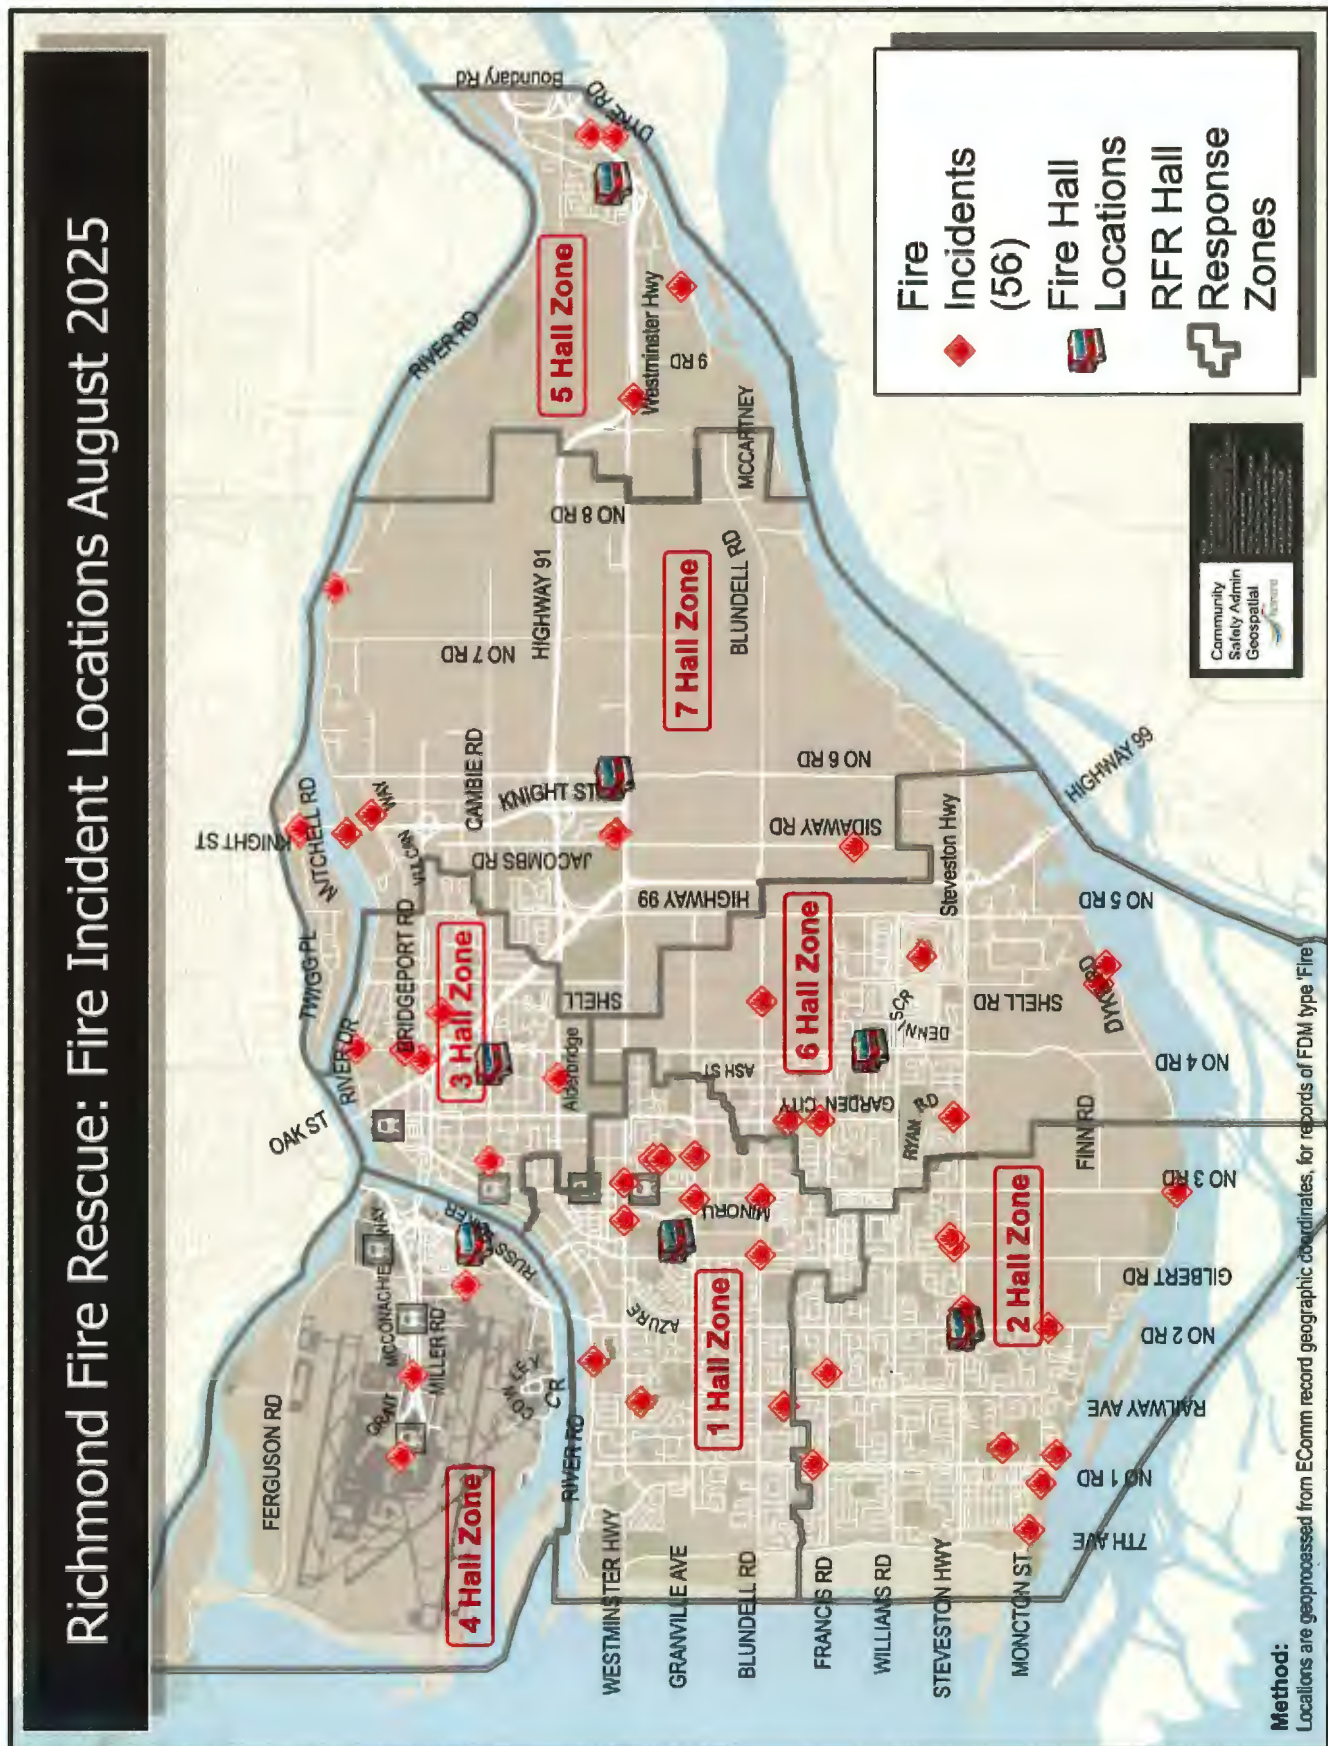 Richmond Fire Rescue: Fire Incident Locations August 2025
Boundary Rd
DYKE RD
RIVER RD
5 Hall Zone
Westminster Hwy
9 RD
MCCARTNEY
NO 8 RD
HIGHWAY 91
BLUNDELL RD
NO 7 RD
7 Hall Zone
CAMBIE RD
KNIGHT ST
NO 6 RD
HIGHWAY 99
KNIGHT ST
MITCHELL RD
WAY
VULCAN
JACOMBS RD
SIDAWAY RD
Steveston Hwy
HIGHWAY 99
NO 5 RD
TWIGG PL
BRIDGEPORT RD
3 Hall Zone
SHELL
6 Hall Zone
SHELL RD
DYKE RD
RIVER DR
OAK ST
Alderbridge
ASH ST
GARDEN CITY
DENNIS CR
RYAN RD
NO 4 RD
FINN RD
NO 3 RD
MINORU
GILBERT RD
2 Hall Zone
NO 2 RD
MCCONACHIE WAY
RUSS BAKER
MILLER RD
GRANT
COWLEY CR
AZURE
1 Hall Zone
RAILWAY AVE
NO 1 RD
7TH AVE
FERGUSON RD
4 Hall Zone
RIVER RD
WESTMINSTER HWY
GRANVILLE AVE
BLUNDELL RD
FRANCIS RD
WILLIAMS RD
STEVESTON HWY
MONCTON ST
Fire
Incidents
(56)
Fire Hall
Locations
RFR Hall
Response
Zones
Community
Safety Admin
Geospatial
Method:
Locations are geoprocessed from EComm record geographic coordinates, for records of FDM type 'Fire'